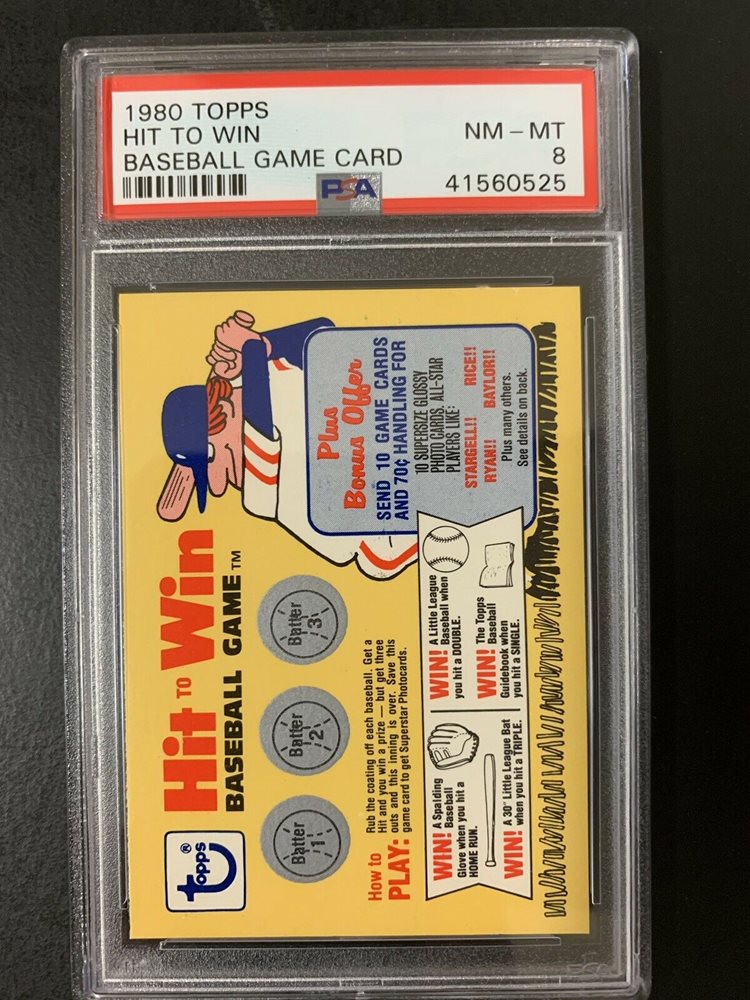 1980 TOPPS
HIT TO WIN
BASEBALL GAME CARD
NM - MT
8
PSA
41560525
topps®
Hit TO Win
BASEBALL GAME™
Batter
1
Batter
2
Batter
3
How to
PLAY:
Rub the coating off each baseball. Get a
Hit and you win a prize — but get three
outs and this inning is over. Save this
game card to get Superstar Photocards.
WIN! A Spalding
Baseball
Glove when you hit a
HOME RUN.
WIN! A 30" Little League Bat
when you hit a TRIPLE.
WIN! A Little League
Baseball when
you hit a DOUBLE.
WIN! The Topps
Baseball
Guidebook when
you hit a SINGLE.
Plus
Bonus Offer
SEND 10 GAME CARDS
AND 70¢ HANDLING FOR
10 SUPERSIZE GLOSSY
PHOTO CARDS. ALL-STAR
PLAYERS LIKE:
STARGELL!! RICE!!
RYAN!! BAYLOR!!
Plus many others.
See details on back.